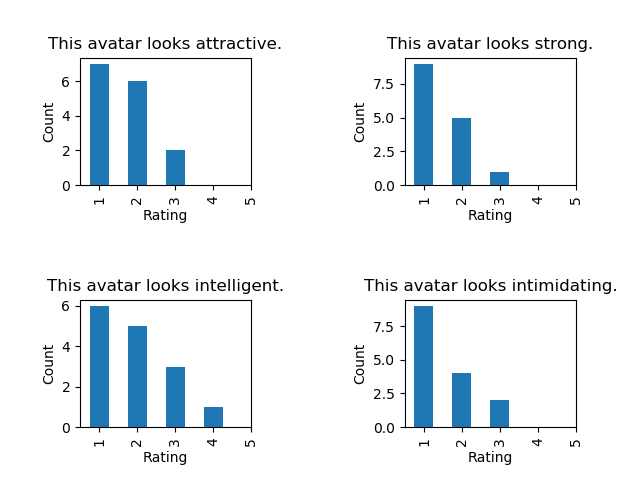 This avatar looks attractive.
6
4
2
0
Count
1 2 3 4 5
Rating
This avatar looks strong.
7.5
5.0
2.5
0.0
Count
1 2 3 4 5
Rating
This avatar looks intelligent.
6
4
2
0
Count
1 2 3 4 5
Rating
This avatar looks intimidating.
7.5
5.0
2.5
0.0
Count
1 2 3 4 5
Rating